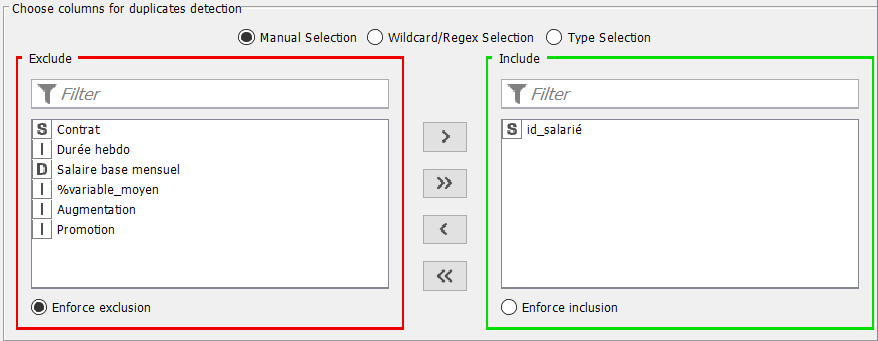 Choose columns for duplicates detection
Manual Selection Wildcard/Regex Selection Type Selection
Exclude
Filter
S Contrat
I Durée hebdo
D Salaire base mensuel
I %variable_moyen
I Augmentation
I Promotion
Enforce exclusion
>
>>
<
<<
Include
Filter
S id_salarié
Enforce inclusion